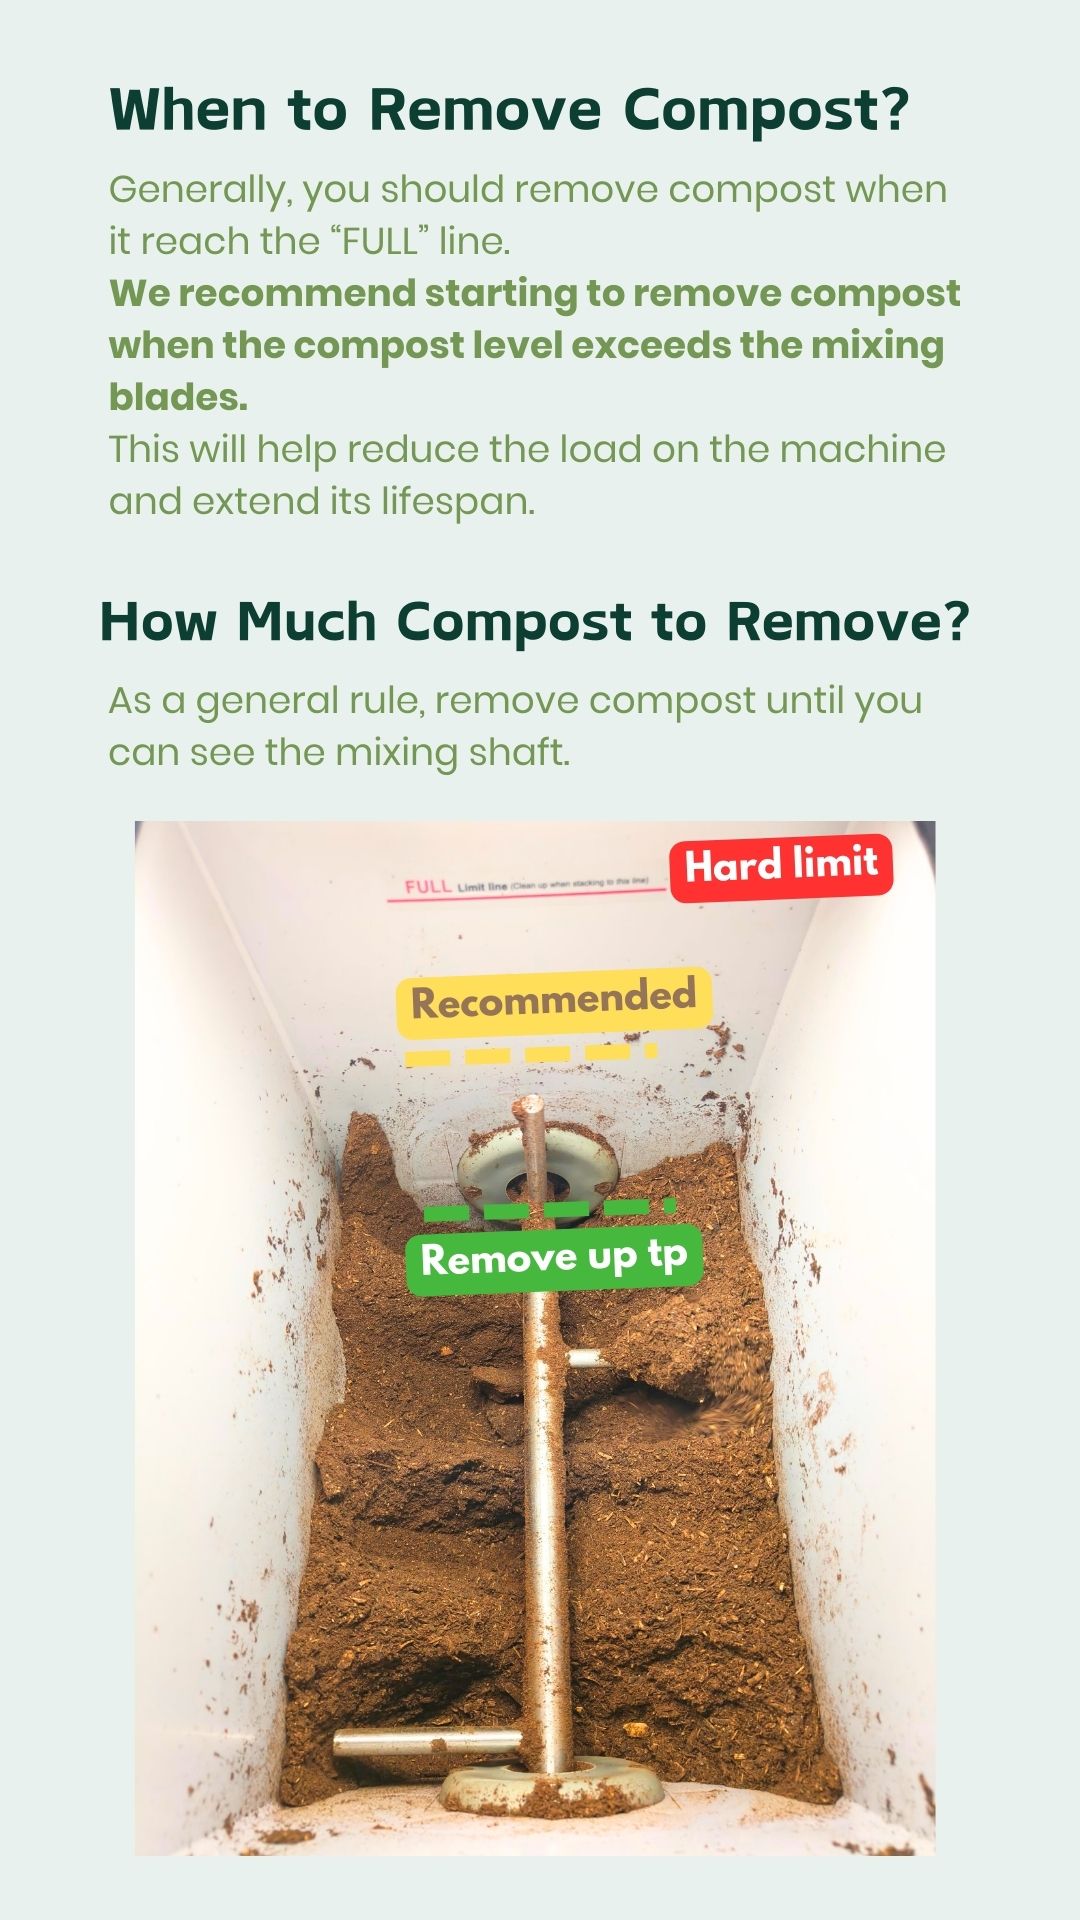 When to Remove Compost?
Generally, you should remove compost when
it reach the “FULL” line.
We recommend starting to remove compost
when the compost level exceeds the mixing
blades.
This will help reduce the load on the machine
and extend its lifespan.
How Much Compost to Remove?
As a general rule, remove compost until you
can see the mixing shaft.
Hard limit
FULL Limit line (Clean up when stacking to this line)
Recommended
Remove up tp